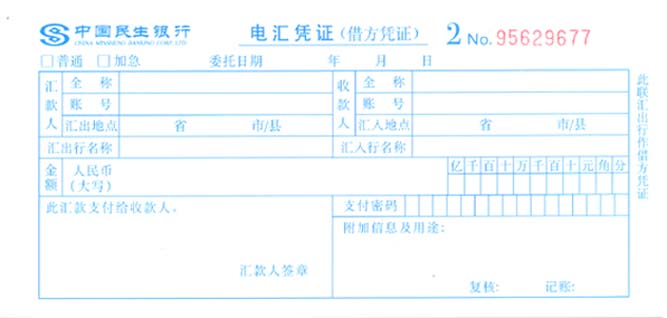 中国民生银行 电汇凭证(借方凭证) 2 No. 95629677
CHINA MINSHENG BANKING CORP. LTD
□普通 □加急 委托日期 年 月 日
汇款人 全称 收款人 全称
账号 账号
汇出地点 省 市/县 汇入地点 省 市/县
汇出行名称 汇入行名称
金额 人民币(大写) 亿千百十万千百十元角分
此汇款支付给收款人。 支付密码
附加信息及用途:
汇款人签章
复核: 记账:
此联汇出行作借方凭证